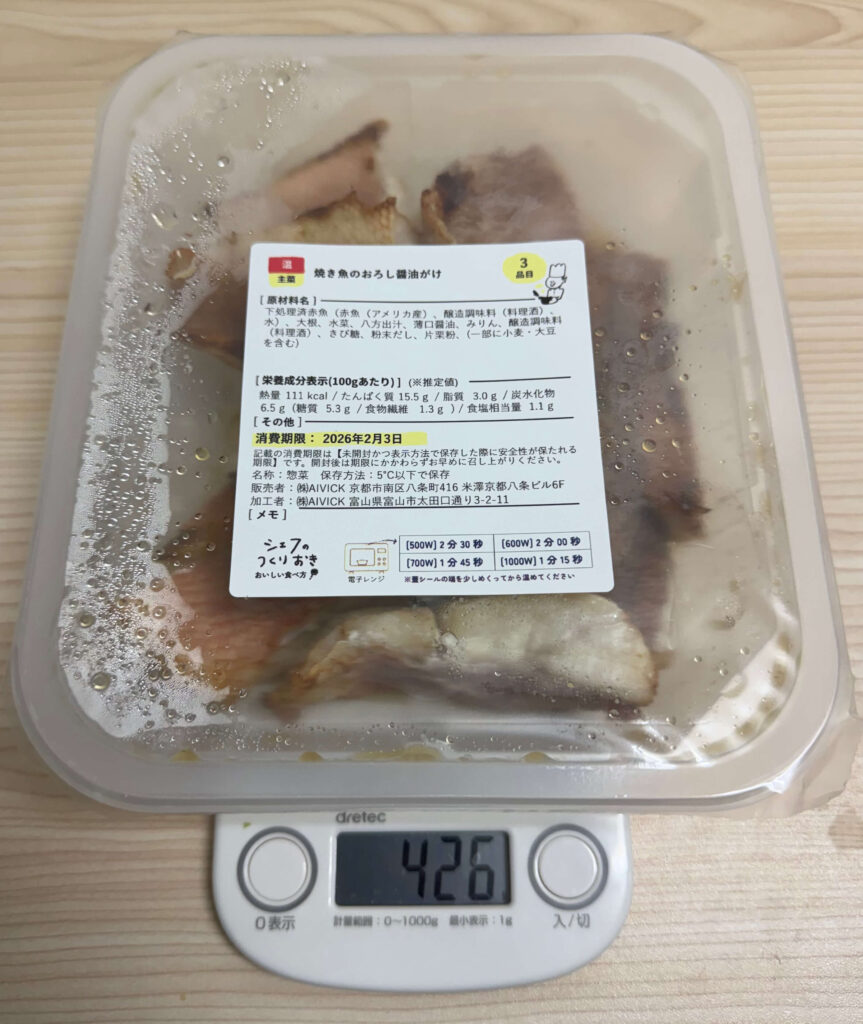 温
主菜
焼き魚のおろし醤油がけ
3
品目
[ 原材料名 ]
下処理済赤魚（赤魚（アメリカ産）、醸造調味料（料理酒）、
水）、大根、水菜、八方出汁、薄口醤油、みりん、醸造調味料
（料理酒）、きび糖、粉末だし、片栗粉、（一部に小麦・大豆
を含む）
[ 栄養成分表示(100gあたり) ] (※推定値)
熱量 111 kcal / たんぱく質 15.5 g / 脂質 3.0 g / 炭水化物
6.5 g（糖質 5.3 g / 食物繊維 1.3 g ）/ 食塩相当量 1.1 g
[ その他 ]
消費期限： 2026年2月3日
記載の消費期限は【未開封かつ表示方法で保存した際に安全性が保たれる
期限】です。開封後は期限にかかわらずお早めに召し上がりください。
名称：惣菜 保存方法：5°C以下で保存
販売者：㈱AIVICK 京都市南区八条町416 米澤京都八条ビル6F
加工者：㈱AIVICK 富山県富山市太田口通り3-2-11
[ メモ ]
シェフの
つくりおき
おいしい食べ方
電子レンジ
[500W] 2 分 30 秒 [600W] 2 分 00 秒
[700W] 1 分 45 秒 [1000W] 1 分 15 秒
※蓋シールの端を少しめくってから温めてください
dretec
426
0表示
計量範囲：0～1000g 最小表示：1g
入/切